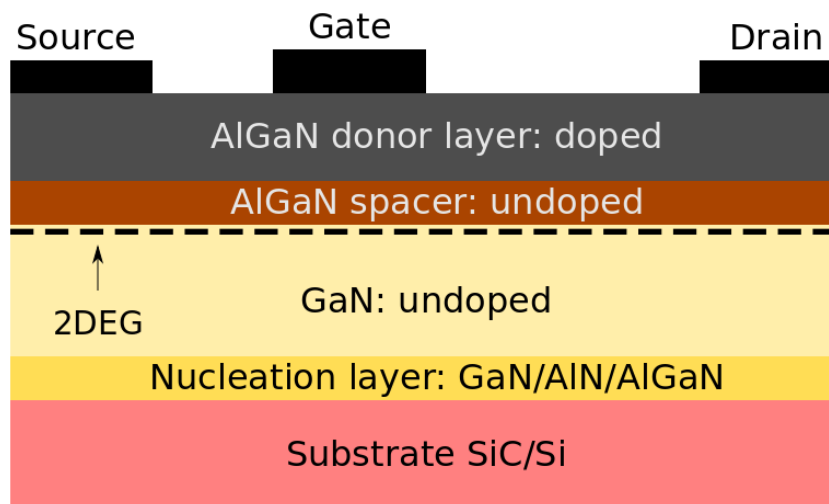 Source
Gate
Drain
AlGaN donor layer: doped
AlGaN spacer: undoped
GaN: undoped
2DEG
Nucleation layer: GaN/AlN/AlGaN
Substrate SiC/Si